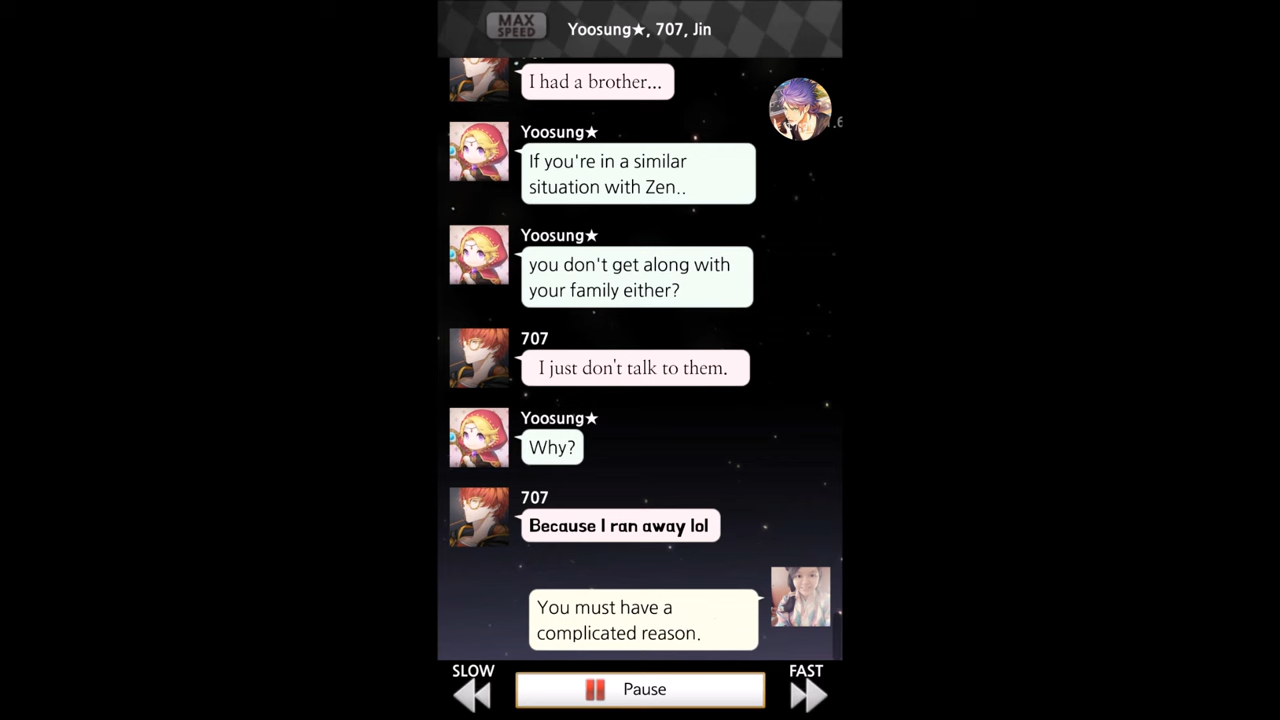 MAX
SPEED
Yoosung★, 707, Jin
I had a brother...
Yoosung★
If you're in a similar
situation with Zen..
Yoosung★
you don't get along with
your family either?
707
I just don't talk to them.
Yoosung★
Why?
707
Because I ran away lol
You must have a
complicated reason.
SLOW
Pause
FAST